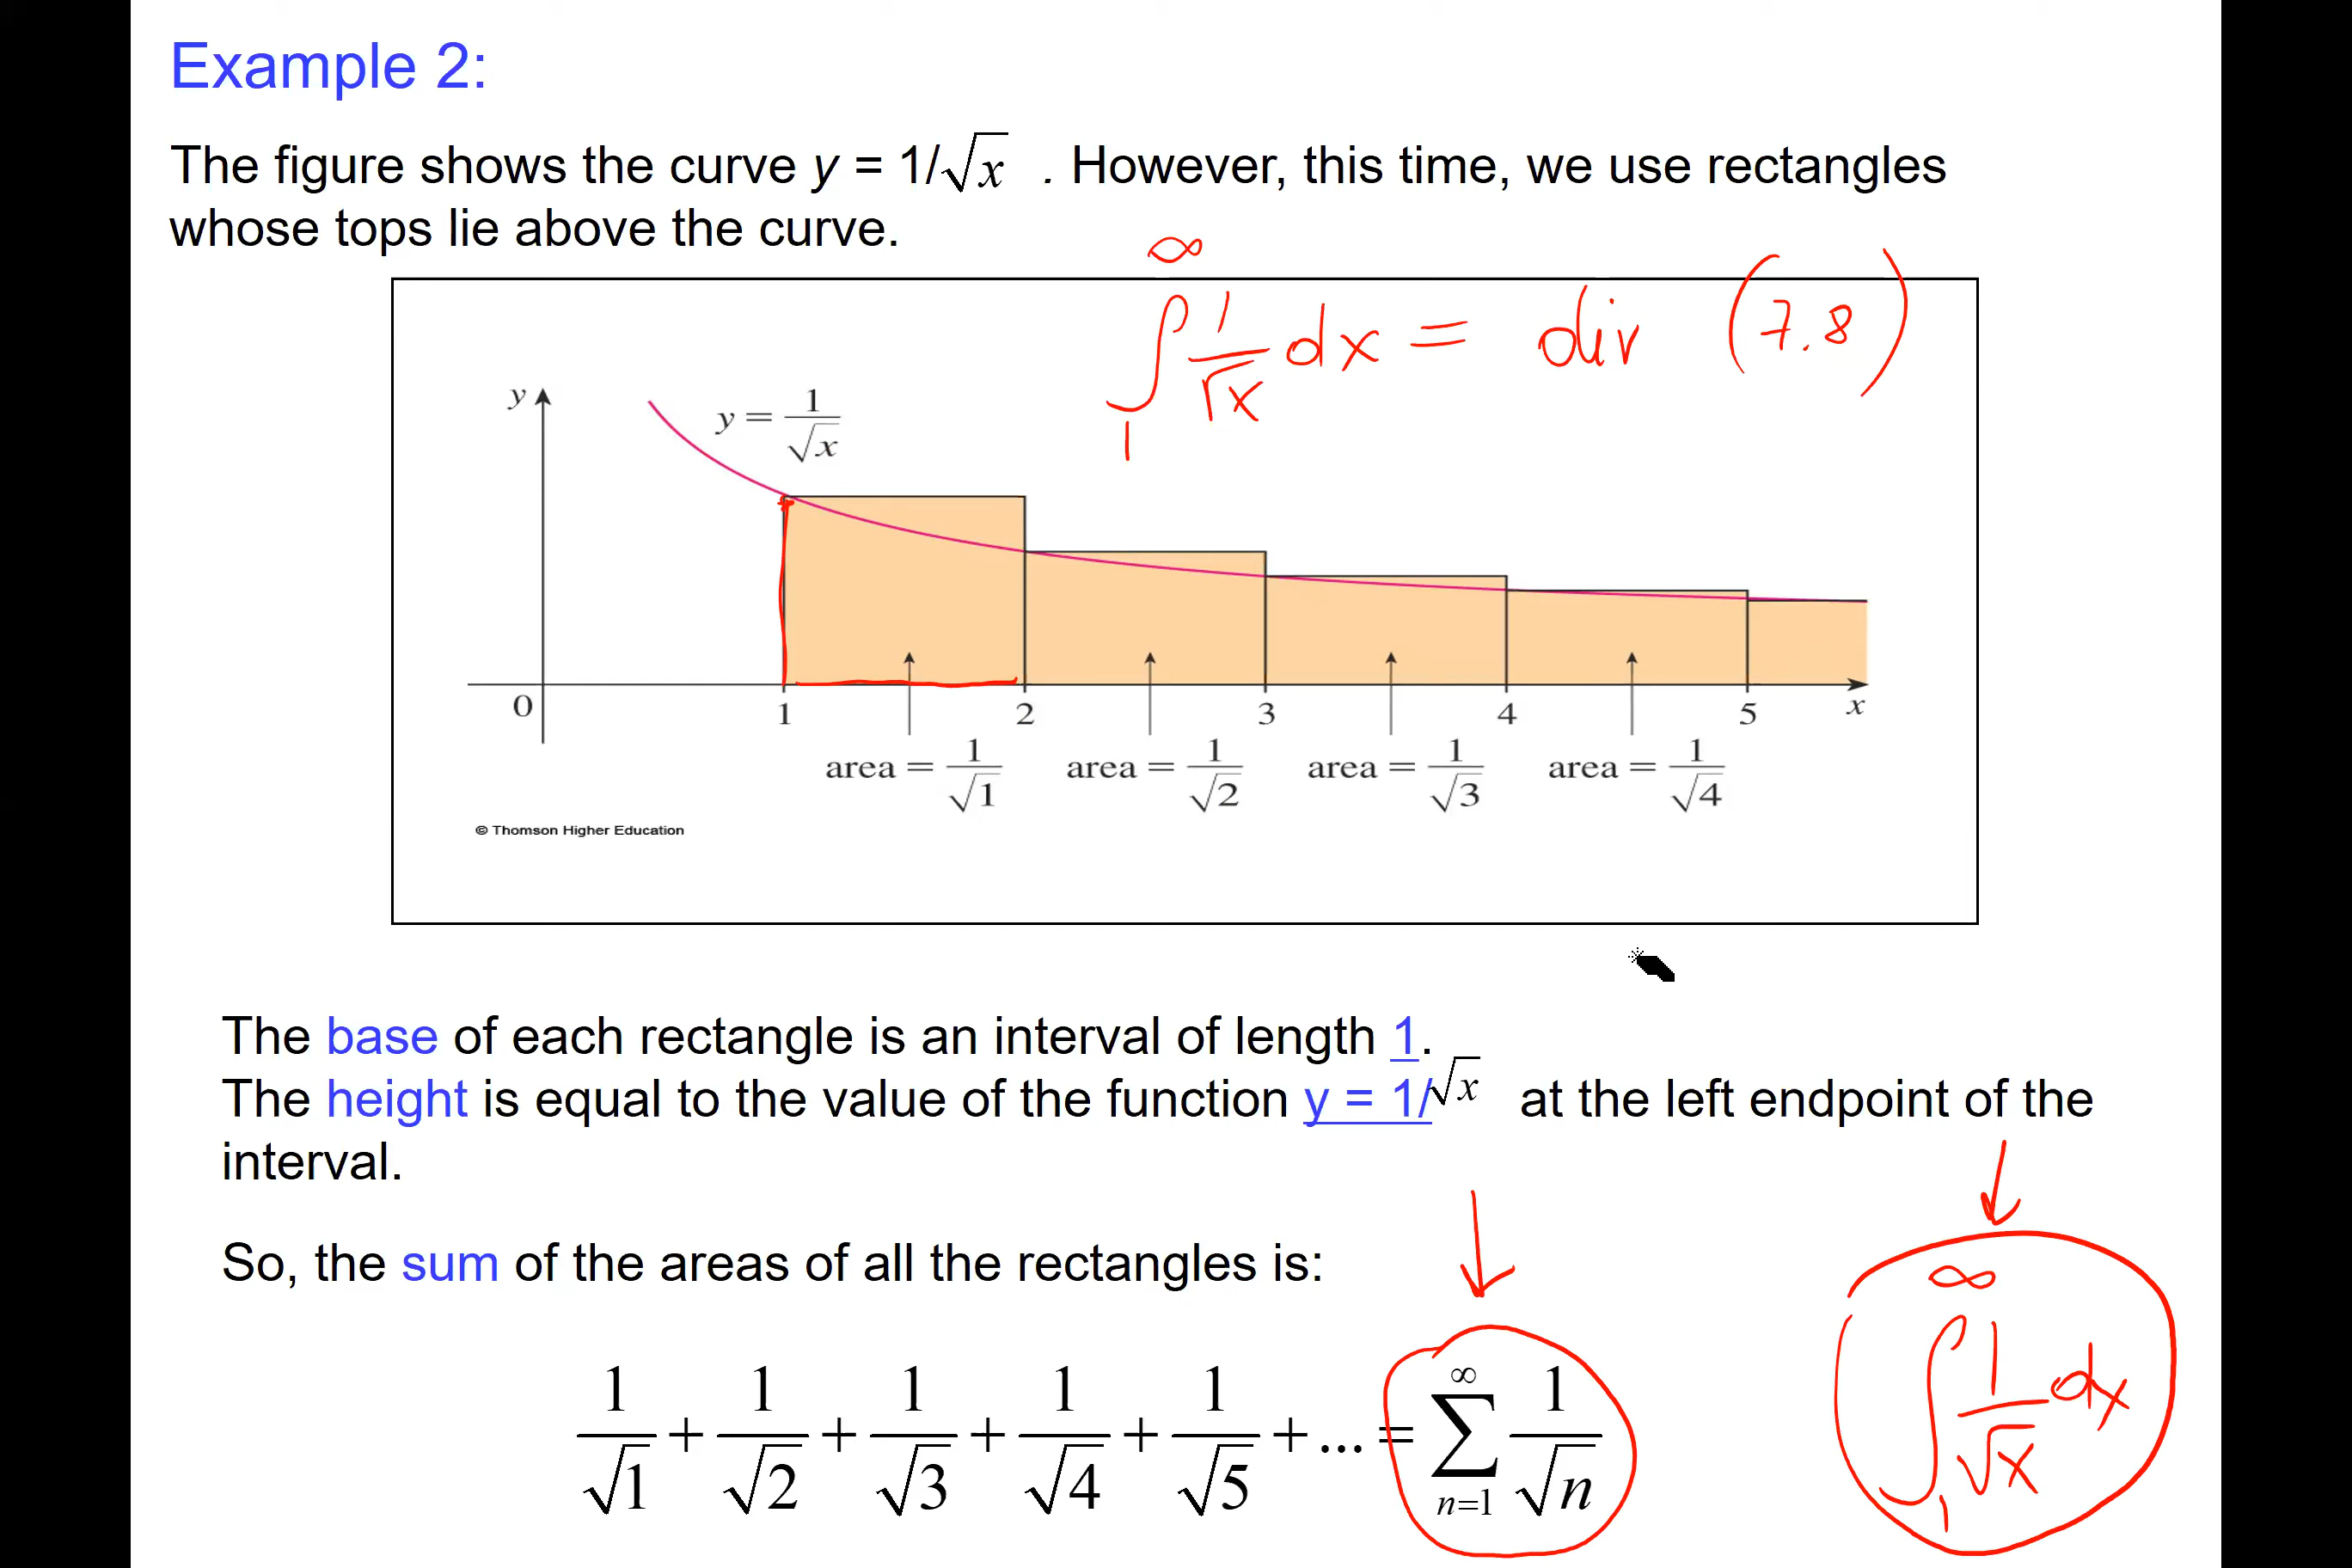 Example 2:
The figure shows the curve y = 1/√x . However, this time, we use rectangles
whose tops lie above the curve.
∫₁^∞ 1/√x dx = div (7.8)
y
y = 1/√x
0 1 2 3 4 5 x
area = 1/√1 area = 1/√2 area = 1/√3 area = 1/√4
© Thomson Higher Education
The base of each rectangle is an interval of length 1.
The height is equal to the value of the function y = 1/√x at the left endpoint of the
interval.
So, the sum of the areas of all the rectangles is:
1/√1 + 1/√2 + 1/√3 + 1/√4 + 1/√5 + ... = ∑_{n=1}^∞ 1/√n
∫₁^∞ 1/√x dx